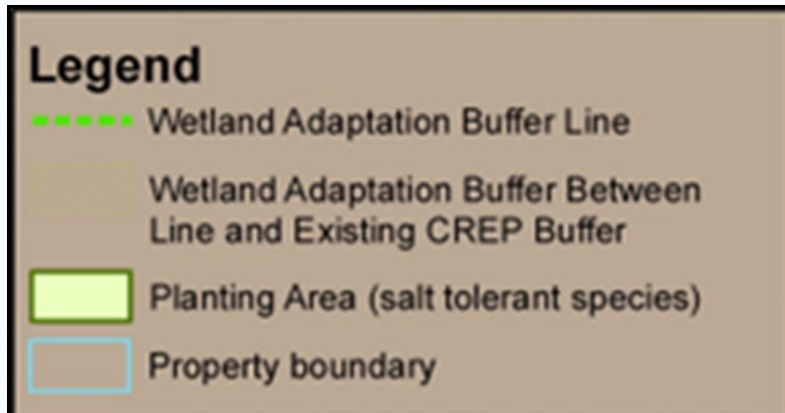 Legend
Wetland Adaptation Buffer Line
Wetland Adaptation Buffer Between
Line and Existing CREP Buffer
Planting Area (salt tolerant species)
Property boundary